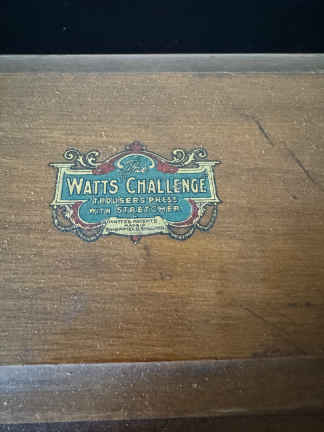 The
WATTS CHALLENGE
TROUSERS PRESS
WITH STRETCHER